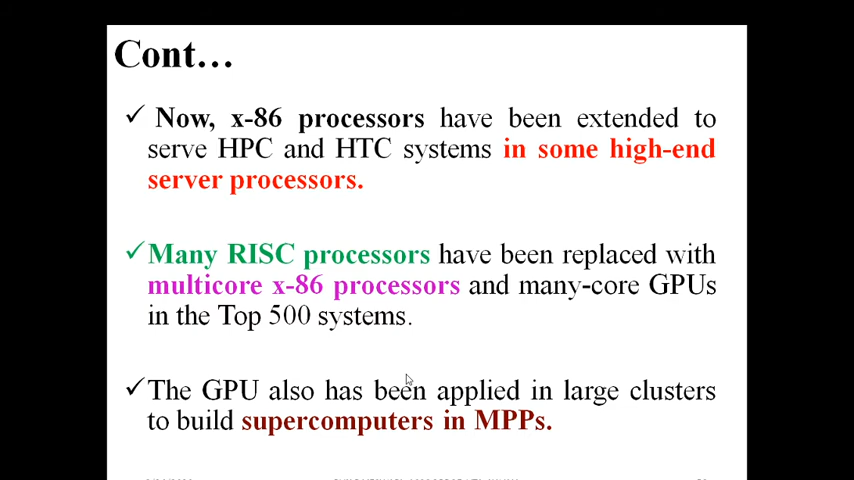 Cont…
✓ Now, x-86 processors have been extended to
serve HPC and HTC systems in some high-end
server processors.
✓Many RISC processors have been replaced with
multicore x-86 processors and many-core GPUs
in the Top 500 systems.
✓The GPU also has been applied in large clusters
to build supercomputers in MPPs.